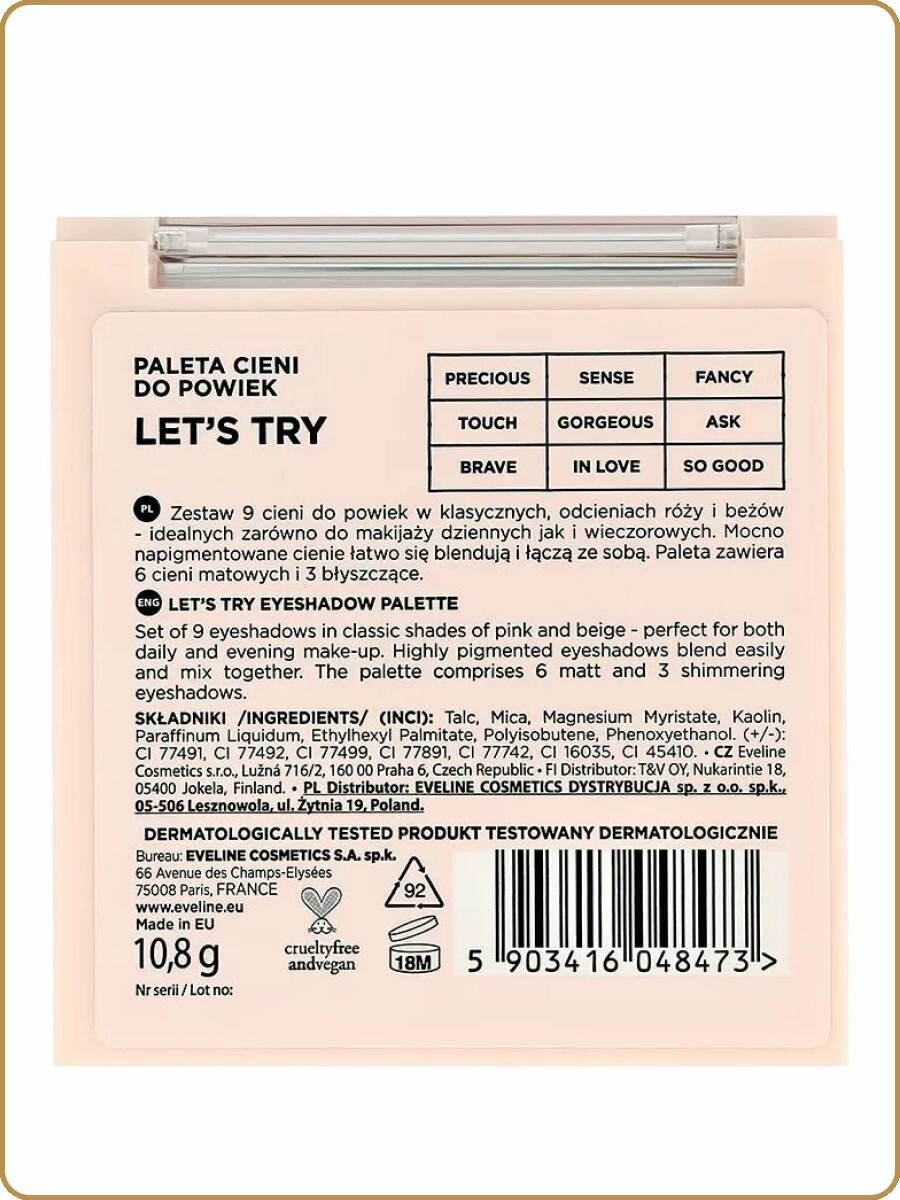 PALETA CIENI
DO POWIEK
LET'S TRY
PRECIOUS SENSE FANCY
TOUCH GORGEOUS ASK
BRAVE IN LOVE SO GOOD
PL Zestaw 9 cieni do powiek w klasycznych, odcieniach róży i beżów
- idealnych zarówno do makijaży dziennych jak i wieczorowych. Mocno
napigmentowane cienie łatwo się blendują i łączą ze sobą. Paleta zawiera
6 cieni matowych i 3 błyszczące.
ENG LET'S TRY EYESHADOW PALETTE
Set of 9 eyeshadows in classic shades of pink and beige - perfect for both
daily and evening make-up. Highly pigmented eyeshadows blend easily
and mix together. The palette comprises 6 matt and 3 shimmering
eyeshadows.
SKŁADNIKI /INGREDIENTS/ (INCI): Talc, Mica, Magnesium Myristate, Kaolin,
Paraffinum Liquidum, Ethylhexyl Palmitate, Polyisobutene, Phenoxyethanol. (+/-):
CI 77491, CI 77492, CI 77499, CI 77891, CI 77742, CI 16035, CI 45410. • CZ Eveline
Cosmetics s.r.o., Lužná 716/2, 160 00 Praha 6, Czech Republic • FI Distributor: T&V OY, Nukarintie 18,
05400 Jokela, Finland. • PL Distributor: EVELINE COSMETICS DYSTRYBUCJA sp. z o.o. sp.k.,
05-506 Lesznowola, ul. Żytnia 19, Poland.
DERMATOLOGICALLY TESTED PRODUKT TESTOWANY DERMATOLOGICZNIE
Bureau: EVELINE COSMETICS S.A. sp.k.
66 Avenue des Champs-Elysées
75008 Paris, FRANCE
www.eveline.eu
Made in EU
10,8 g
Nr serii / Lot no:
crueltyfree
andvegan
92
18M
5 903416 048473 >